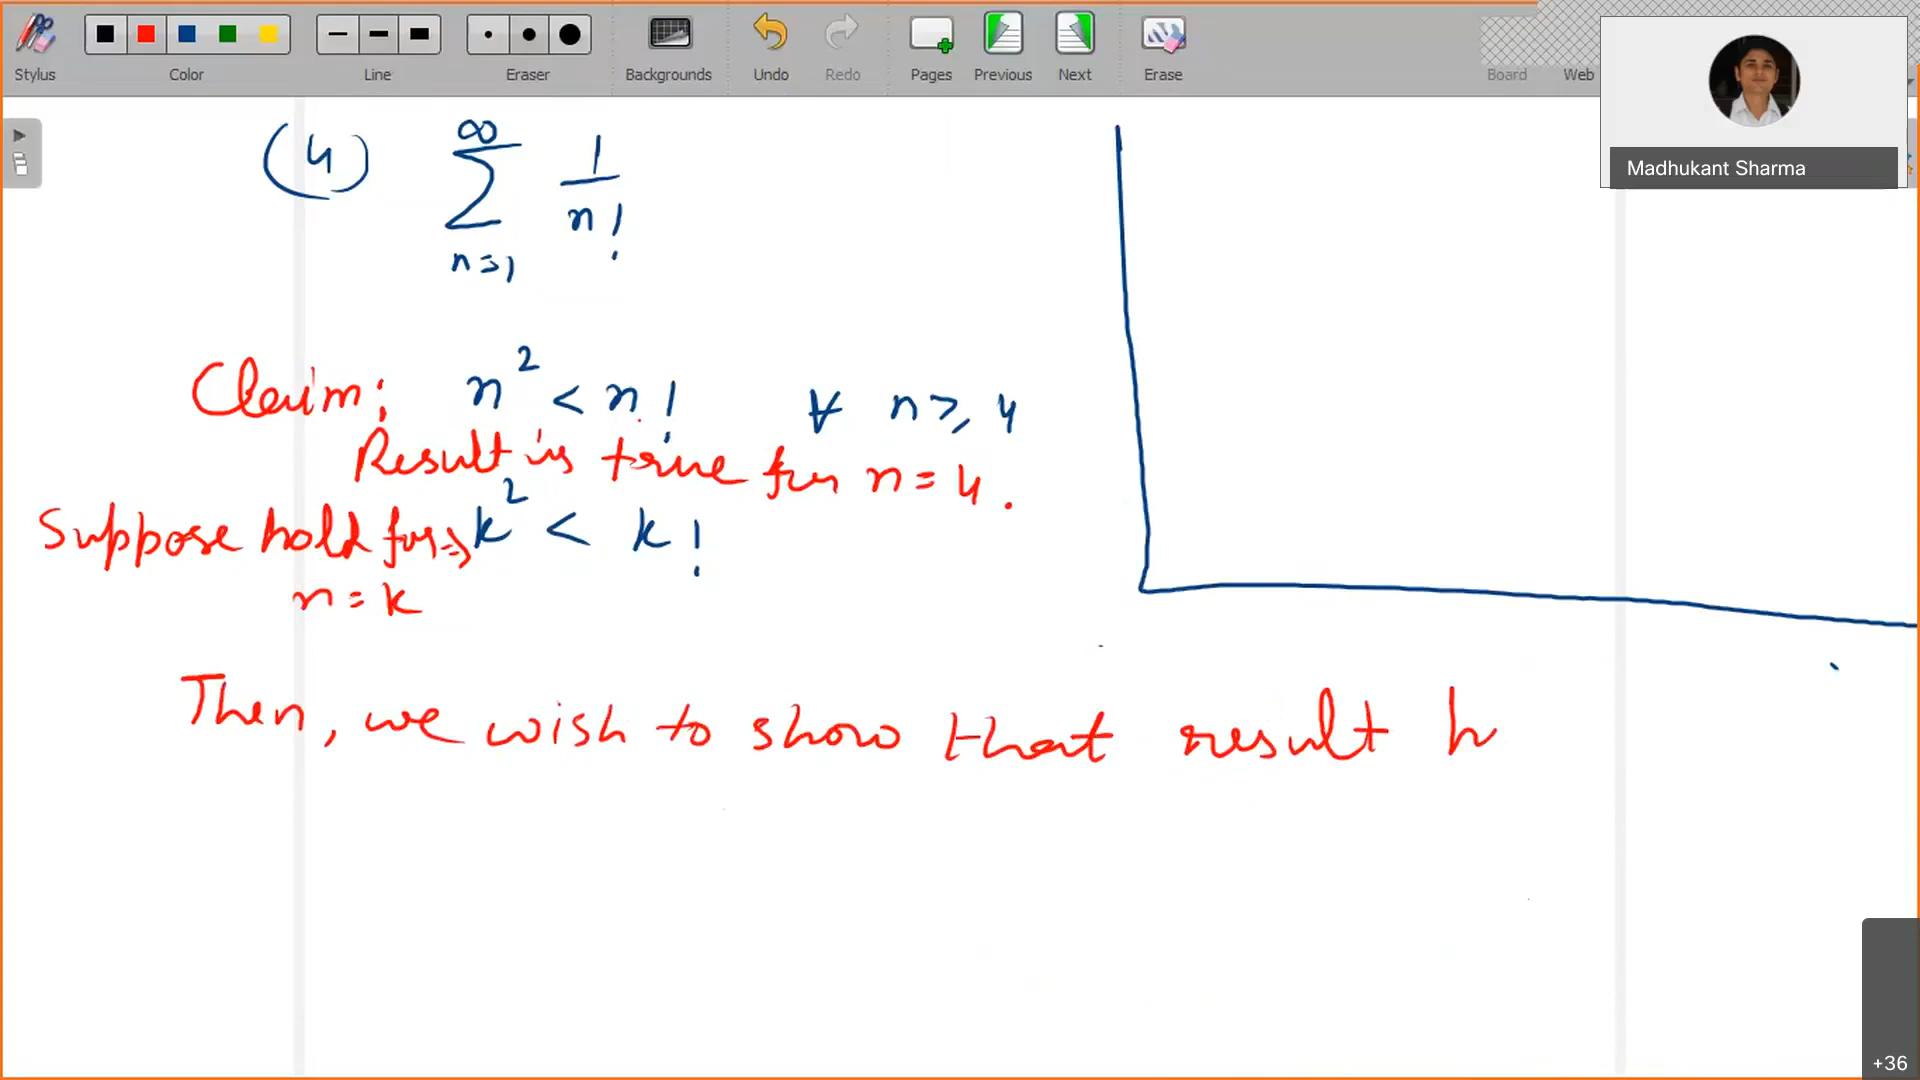 Stylus
Color
Line
Eraser
Backgrounds
Undo
Redo
Pages
Previous
Next
Erase
Board
Web
Madhukant Sharma
(4) ∞ ∑ n=1 1/n!
Claim: n² < n! ∀ n ≥ 4
Result is true for n = 4.
Suppose hold for ⇒ k² < k!
n = k
Then, we wish to show that result h
+36